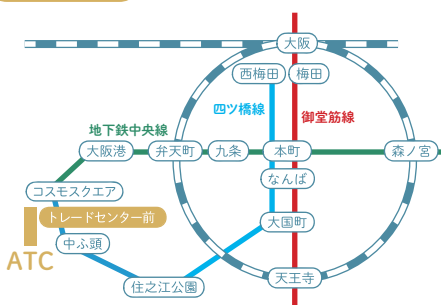 大阪
西梅田
梅田
四ツ橋線
御堂筋線
地下鉄中央線
大阪港
弁天町
九条
本町
森ノ宮
なんば
コスモスクエア
トレードセンター前
大国町
中ふ頭
ATC
天王寺
住之江公園